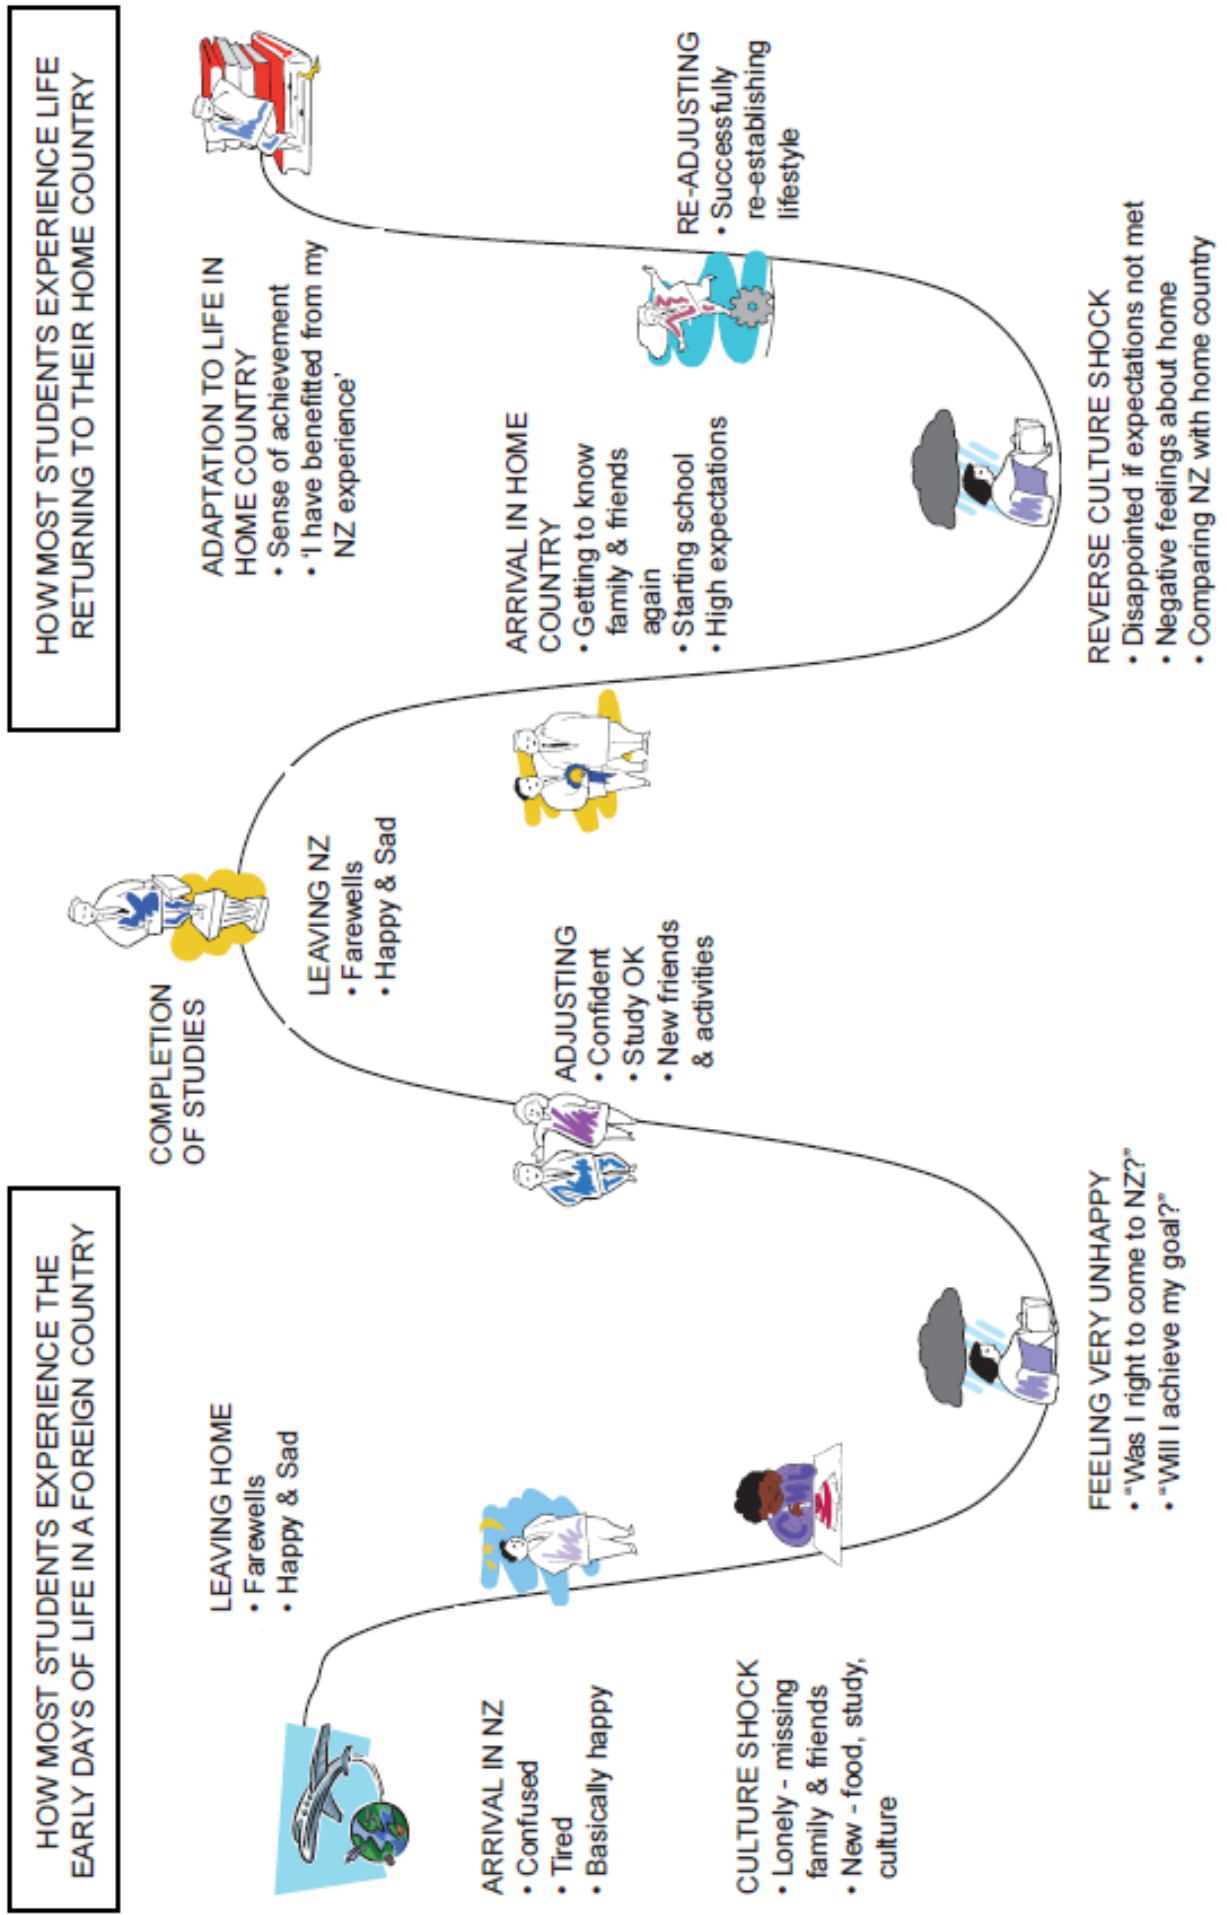 HOW MOST STUDENTS EXPERIENCE THE
EARLY DAYS OF LIFE IN A FOREIGN COUNTRY
HOW MOST STUDENTS EXPERIENCE LIFE
RETURNING TO THEIR HOME COUNTRY
LEAVING HOME
• Farewells
• Happy & Sad
ARRIVAL IN NZ
• Confused
• Tired
• Basically happy
CULTURE SHOCK
• Lonely - missing
family & friends
• New - food, study,
culture
FEELING VERY UNHAPPY
• “Was I right to come to NZ?”
• “Will I achieve my goal?”
ADJUSTING
• Confident
• Study OK
• New friends
& activities
COMPLETION
OF STUDIES
LEAVING NZ
• Farewells
• Happy & Sad
ARRIVAL IN HOME
COUNTRY
• Getting to know
family & friends
again
• Starting school
• High expectations
REVERSE CULTURE SHOCK
• Disappointed if expectations not met
• Negative feelings about home
• Comparing NZ with home country
RE-ADJUSTING
• Successfully
re-establishing
lifestyle
ADAPTATION TO LIFE IN
HOME COUNTRY
• Sense of achievement
• ‘I have benefitted from my
NZ experience’